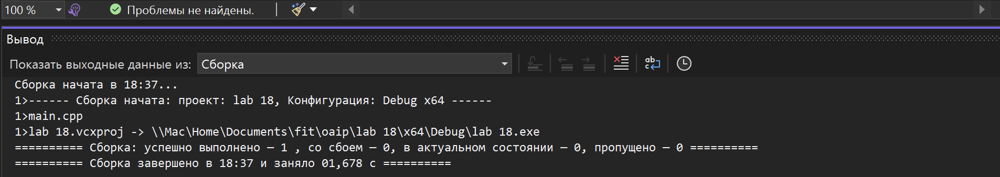 100 %
Проблемы не найдены.
Вывод
Показать выходные данные из: Сборка
Сборка начата в 18:37...
1>------ Сборка начата: проект: lab 18, Конфигурация: Debug x64 ------
1>main.cpp
1>lab 18.vcxproj -> \\Mac\Home\Documents\fit\oaip\lab 18\x64\Debug\lab 18.exe
========== Сборка: успешно выполнено — 1 , со сбоем — 0, в актуальном состоянии — 0, пропущено — 0 ==========
========== Сборка завершено в 18:37 и заняло 01,678 с ==========